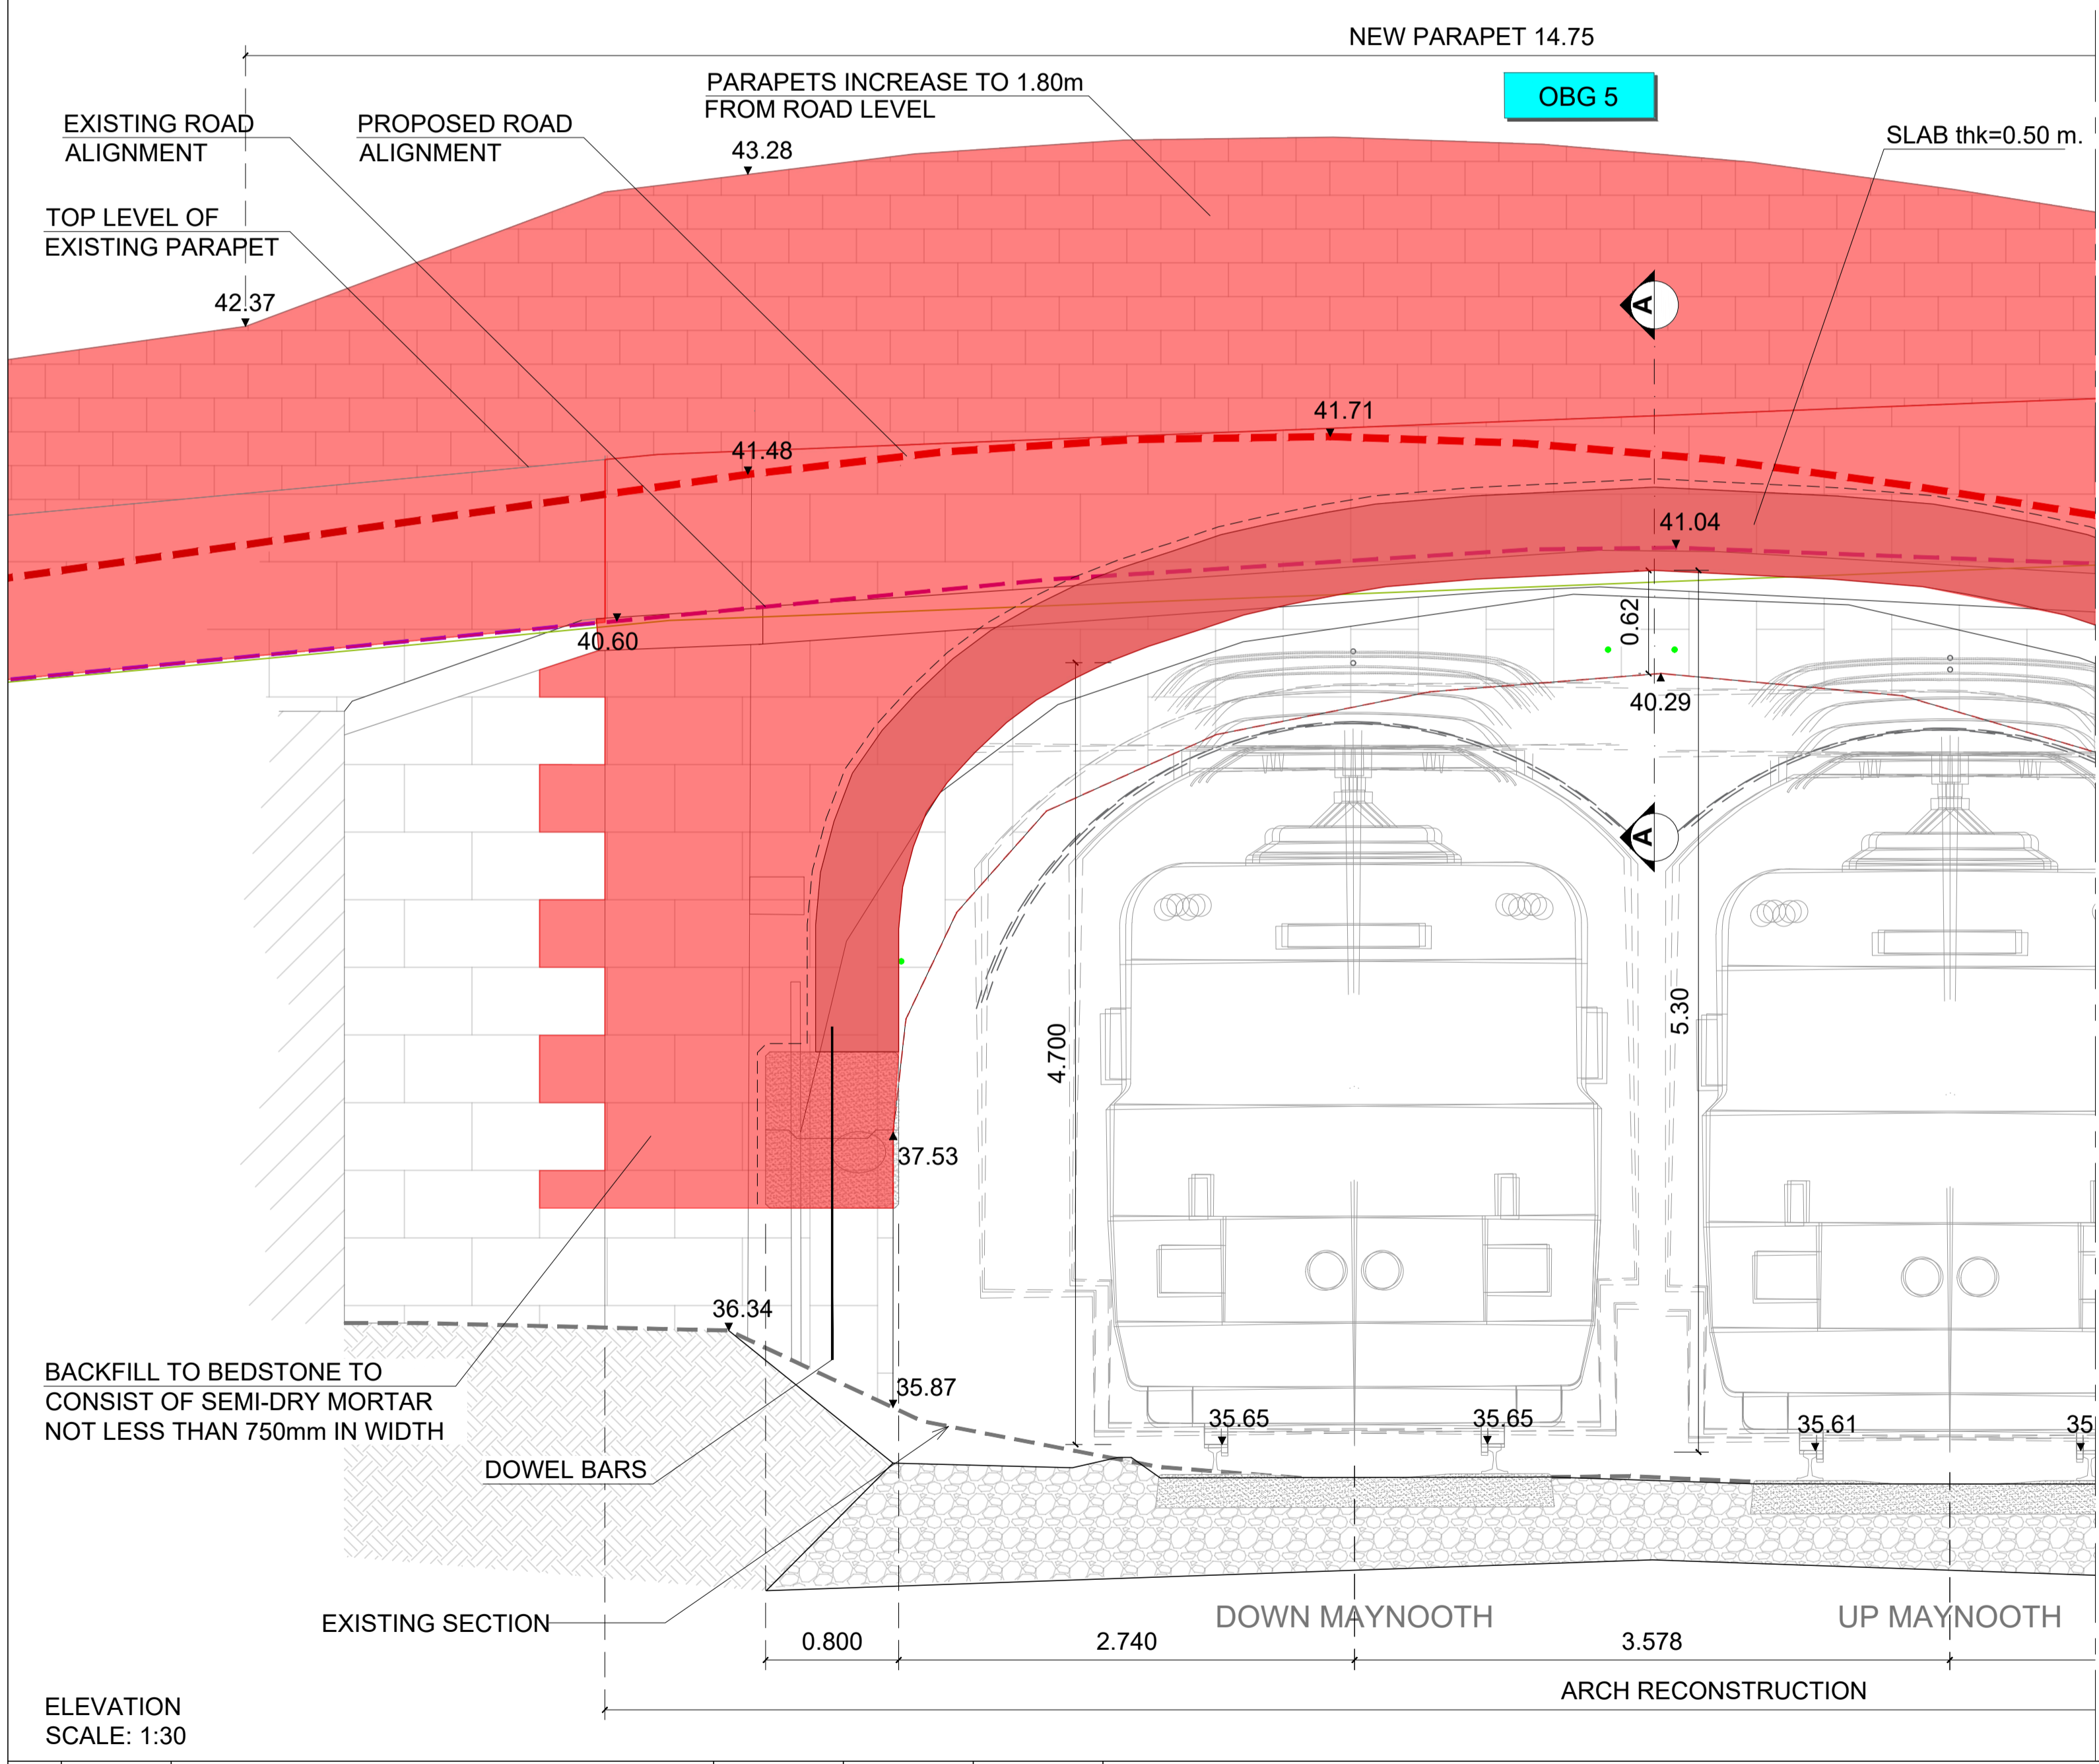 NEW PARAPET 14.75
PARAPETS INCREASE TO 1.80m
FROM ROAD LEVEL
OBG 5
EXISTING ROAD
ALIGNMENT
PROPOSED ROAD
ALIGNMENT
43.28
SLAB thk=0.50 m.
TOP LEVEL OF
EXISTING PARAPET
42.37
A
41.71
41.48
41.04
40.60
0.62
40.29
A
4.700
5.30
37.53
36.34
35.87
BACKFILL TO BEDSTONE TO
CONSIST OF SEMI-DRY MORTAR
NOT LESS THAN 750mm IN WIDTH
35.65
35.65
35.61
35
DOWEL BARS
EXISTING SECTION
DOWN MAYNOOTH
UP MAYNOOTH
0.800
2.740
3.578
ARCH RECONSTRUCTION
ELEVATION
SCALE: 1:30